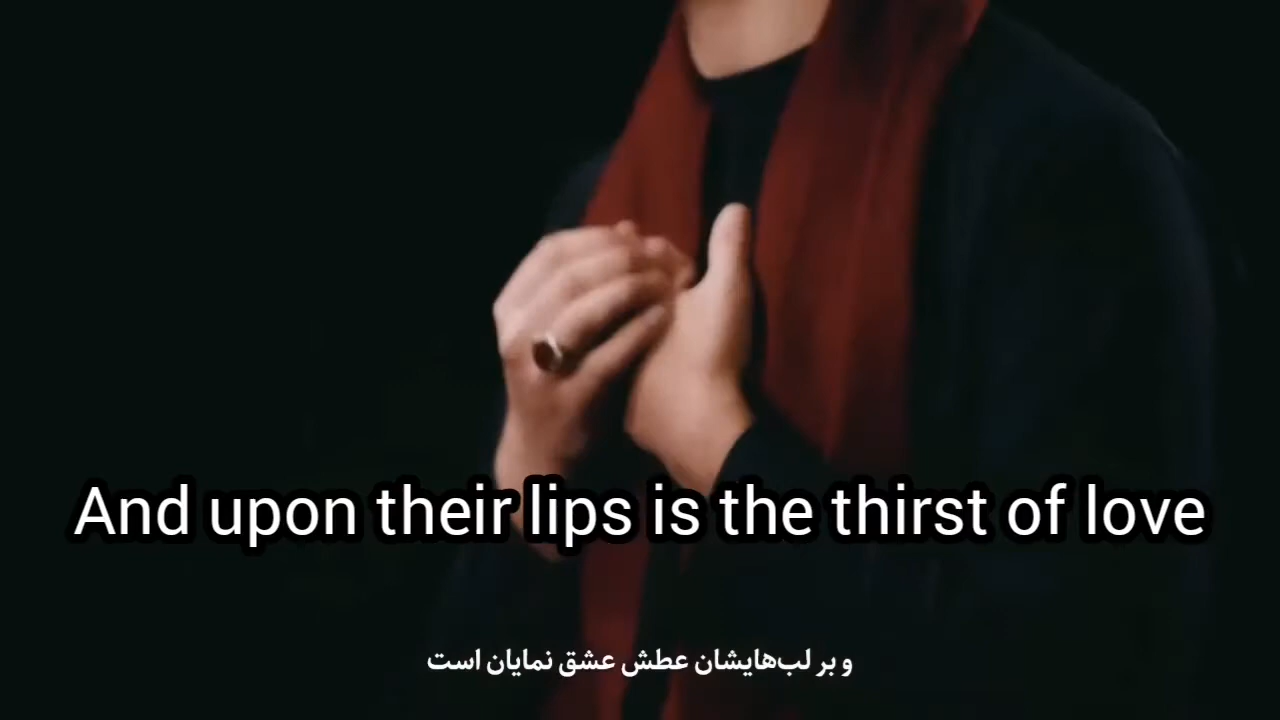 And upon their lips is the thirst of love
و بر لب‌هایشان عطش عشق نمایان است